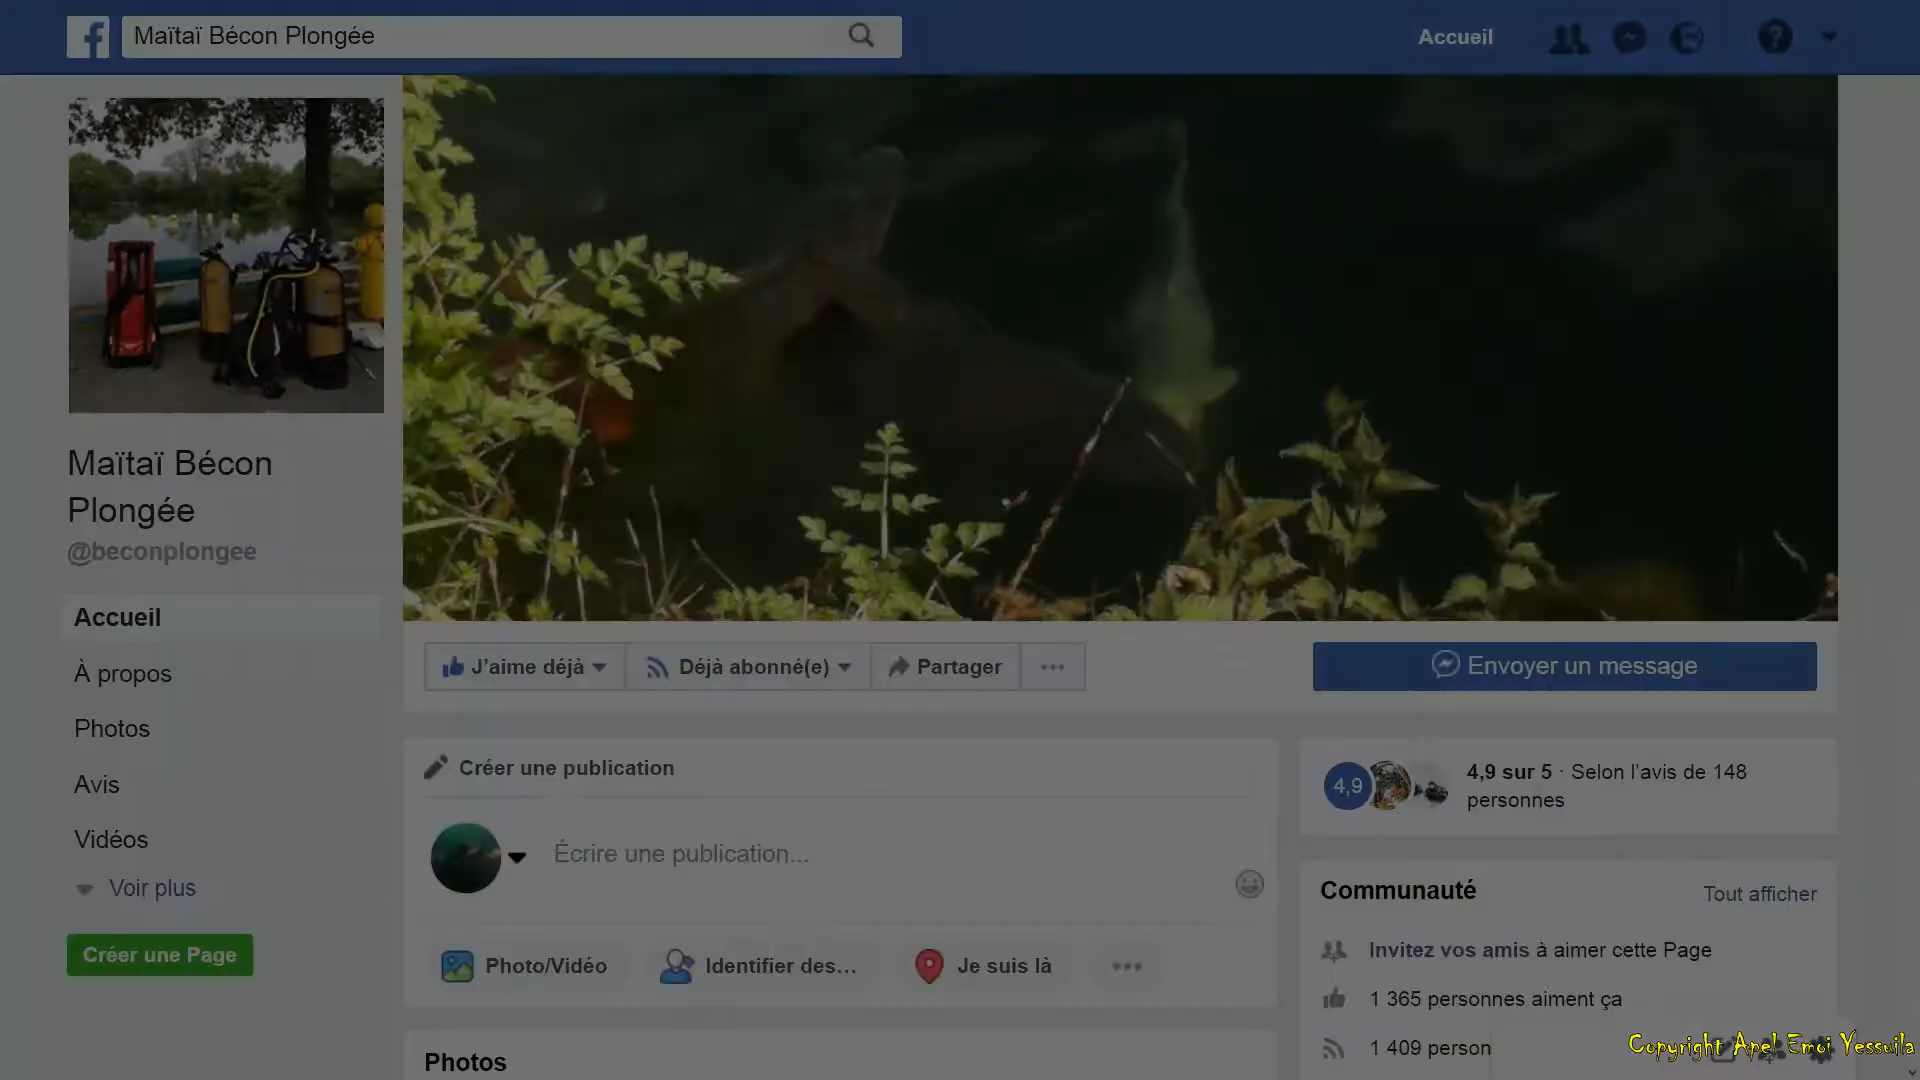 Maïtaï Bécon Plongée
Accueil
Maïtaï Bécon
Plongée
@beconplongee
Accueil
À propos
Photos
Avis
Vidéos
Voir plus
Créer une Page
J'aime déjà
Déjà abonné(e)
Partager
...
Envoyer un message
Créer une publication
Écrire une publication...
Photo/Vidéo
Identifier des...
Je suis là
...
Photos
4,9
4,9 sur 5 · Selon l'avis de 148
personnes
Communauté
Tout afficher
Invitez vos amis à aimer cette Page
1 365 personnes aiment ça
1 409 person
Copyright Apel Emoi Yessuila